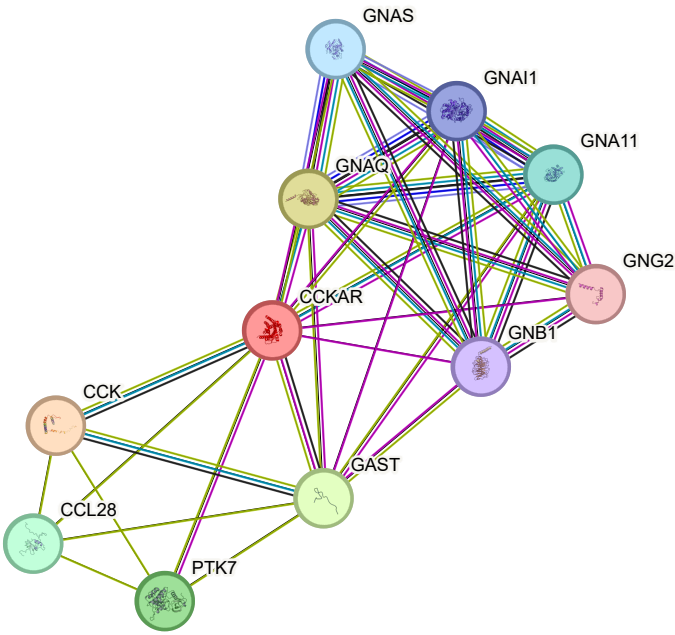 GNAS
GNAI1
GNA11
GNAQ
GNG2
CCKAR
GNB1
CCK
GAST
CCL28
PTK7